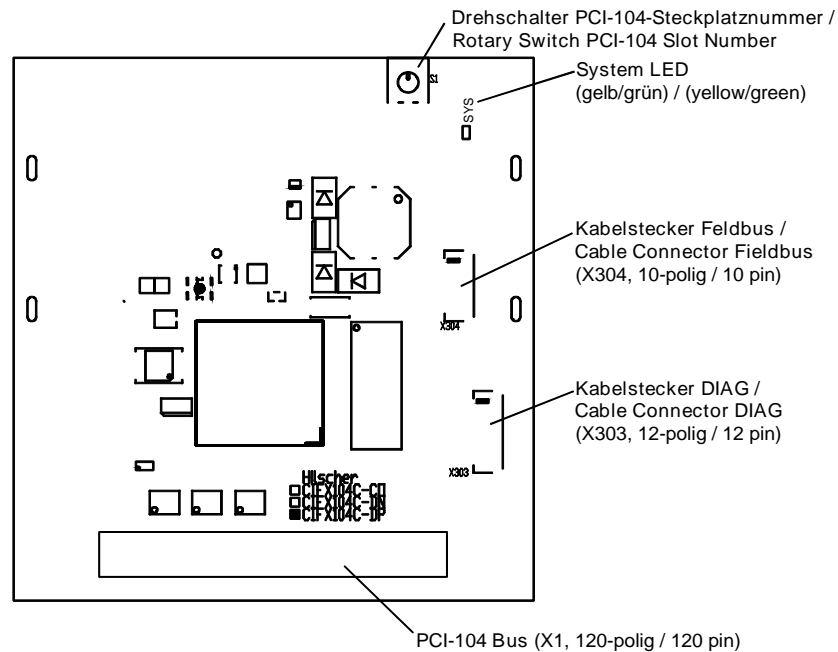 Drehschalter PCI-104-Steckplatznummer /
Rotary Switch PCI-104 Slot Number
S1
System LED
(gelb/grün) / (yellow/green)
SYS
Kabelstecker Feldbus /
Cable Connector Fieldbus
(X304, 10-polig / 10 pin)
X304
Kabelstecker DIAG /
Cable Connector DIAG
(X303, 12-polig / 12 pin)
X303
Hilscher
CIFX104C-CO
CIFX104C-DN
CIFX104C-DP
PCI-104 Bus (X1, 120-polig / 120 pin)